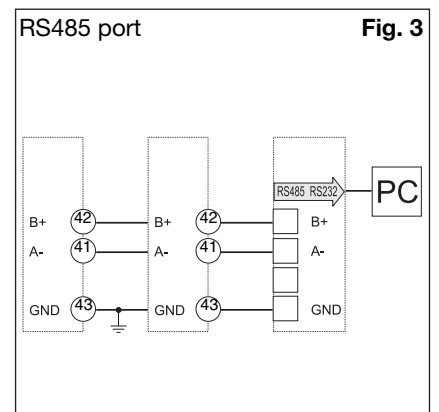 RS485 port Fig. 3
RS485 RS232 PC
B+ 42 B+ 42 B+
A- 41 A- 41 A-
GND 43 GND 43 GND